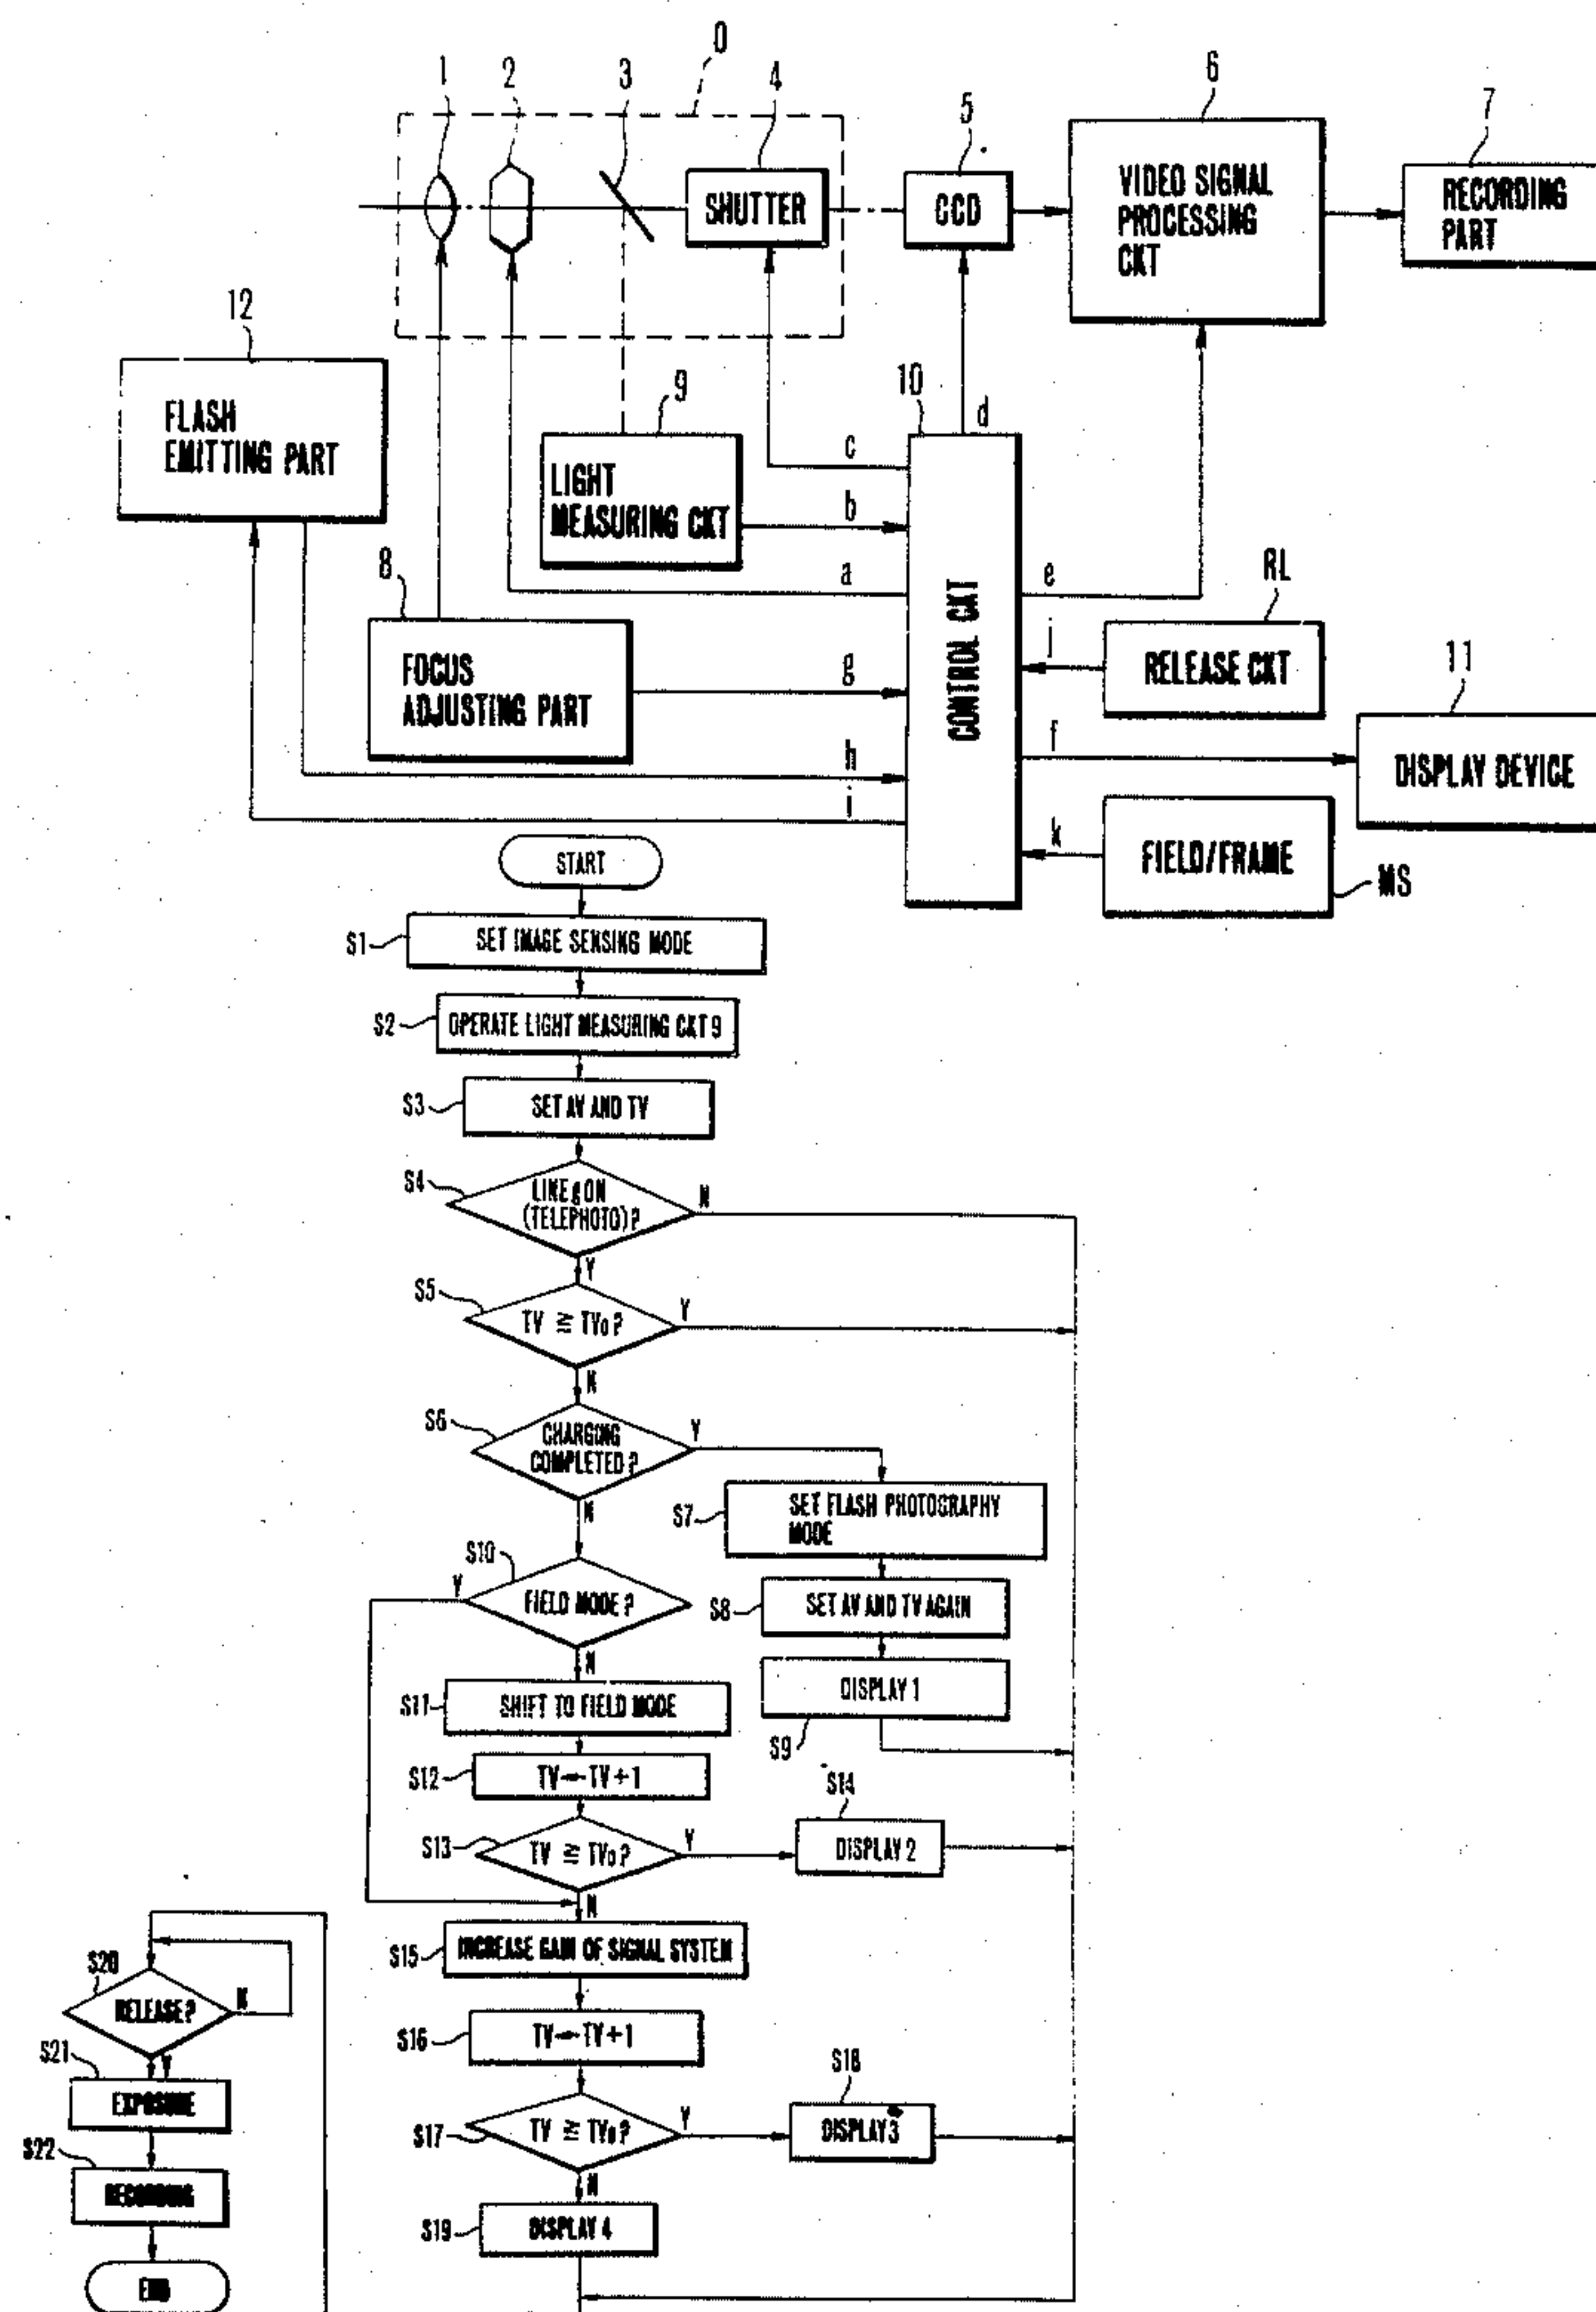 0
1
2
3
4
5
6
7
SHUTTER
CCD
VIDEO SIGNAL
PROCESSING
CKT
RECORDING
PART
12
FLASH
EMITTING PART
9
LIGHT
MEASURING CKT
10
CONTROL CKT
d
c
b
a
e
8
FOCUS
ADJUSTING PART
g
h
i
j
RL
RELEASE CKT
f
11
DISPLAY DEVICE
k
FIELD/FRAME
MS
START
S1
SET IMAGE SENSING MODE
S2
OPERATE LIGHT MEASURING CKT 9
S3
SET AV AND TV
S4
LINE g ON
(TELEPHOTO)?
N
Y
S5
TV ≧ TV0?
Y
N
S6
CHARGING
COMPLETED?
Y
N
S7
SET FLASH PHOTOGRAPHY
MODE
S8
SET AV AND TV AGAIN
S9
DISPLAY 1
S10
FIELD MODE?
Y
N
S11
SHIFT TO FIELD MODE
S12
TV←TV+1
S13
TV ≧ TV0?
Y
N
S14
DISPLAY 2
S15
INCREASE GAIN OF SIGNAL SYSTEM
S16
TV←TV+1
S17
TV ≧ TV0?
Y
N
S18
DISPLAY 3
S19
DISPLAY 4
S20
RELEASE?
N
Y
S21
EXPOSURE
S22
RECORDING
END